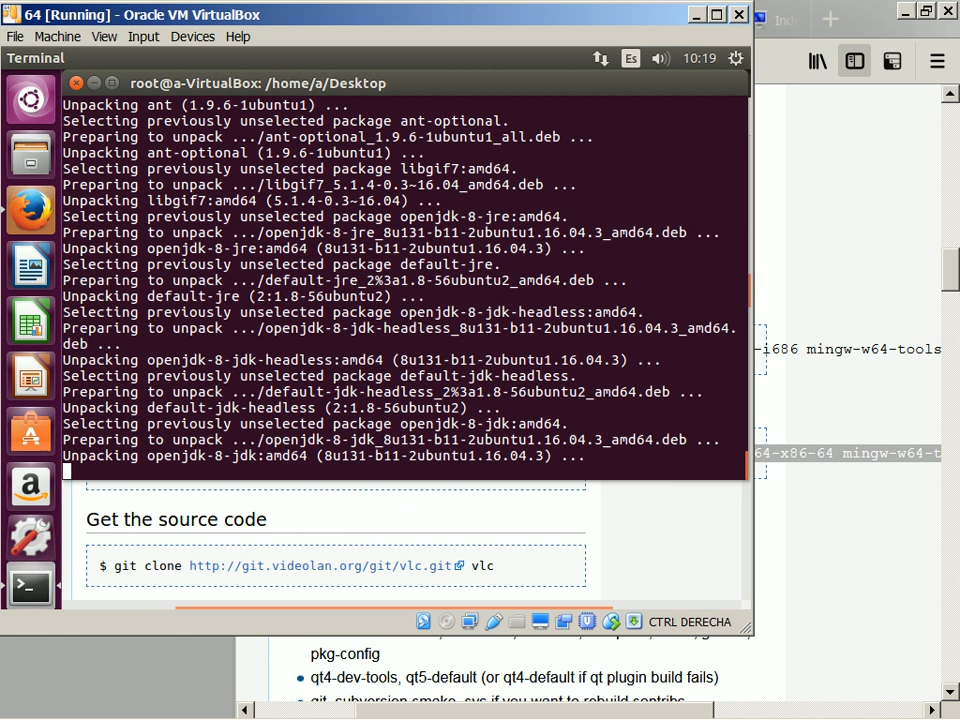 64 [Running] - Oracle VM VirtualBox
File Machine View Input Devices Help
Terminal
Es
10:19
root@a-VirtualBox: /home/a/Desktop
Unpacking ant (1.9.6-1ubuntu1) ...
Selecting previously unselected package ant-optional.
Preparing to unpack .../ant-optional_1.9.6-1ubuntu1_all.deb ...
Unpacking ant-optional (1.9.6-1ubuntu1) ...
Selecting previously unselected package libgif7:amd64.
Preparing to unpack .../libgif7_5.1.4-0.3~16.04_amd64.deb ...
Unpacking libgif7:amd64 (5.1.4-0.3~16.04) ...
Selecting previously unselected package openjdk-8-jre:amd64.
Preparing to unpack .../openjdk-8-jre_8u131-b11-2ubuntu1.16.04.3_amd64.deb ...
Unpacking openjdk-8-jre:amd64 (8u131-b11-2ubuntu1.16.04.3) ...
Selecting previously unselected package default-jre.
Preparing to unpack .../default-jre_2%3a1.8-56ubuntu2_amd64.deb ...
Unpacking default-jre (2:1.8-56ubuntu2) ...
Selecting previously unselected package openjdk-8-jdk-headless:amd64.
Preparing to unpack .../openjdk-8-jdk-headless_8u131-b11-2ubuntu1.16.04.3_amd64.
deb ...
Unpacking openjdk-8-jdk-headless:amd64 (8u131-b11-2ubuntu1.16.04.3) ...
Selecting previously unselected package default-jdk-headless.
Preparing to unpack .../default-jdk-headless_2%3a1.8-56ubuntu2_amd64.deb ...
Unpacking default-jdk-headless (2:1.8-56ubuntu2) ...
Selecting previously unselected package openjdk-8-jdk:amd64.
Preparing to unpack .../openjdk-8-jdk_8u131-b11-2ubuntu1.16.04.3_amd64.deb ...
Unpacking openjdk-8-jdk:amd64 (8u131-b11-2ubuntu1.16.04.3) ...
-i686 mingw-w64-tools
64-x86-64 mingw-w64-t
Get the source code
$ git clone http://git.videolan.org/git/vlc.git vlc
CTRL DERECHA
pkg-config
qt4-dev-tools, qt5-default (or qt4-default if qt plugin build fails)